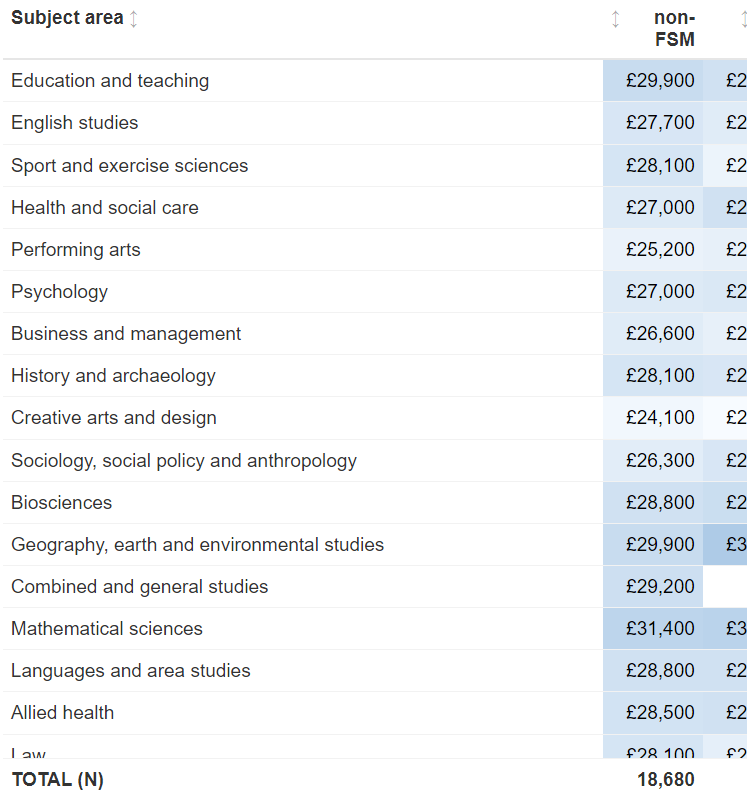 Subject area non-
FSM
Education and teaching £29,900 £2
English studies £27,700 £2
Sport and exercise sciences £28,100 £2
Health and social care £27,000 £2
Performing arts £25,200 £2
Psychology £27,000 £2
Business and management £26,600 £2
History and archaeology £28,100 £2
Creative arts and design £24,100 £2
Sociology, social policy and anthropology £26,300 £2
Biosciences £28,800 £2
Geography, earth and environmental studies £29,900 £3
Combined and general studies £29,200
Mathematical sciences £31,400 £3
Languages and area studies £28,800 £2
Allied health £28,500 £2
Law £28,100 £2
TOTAL (N) 18,680